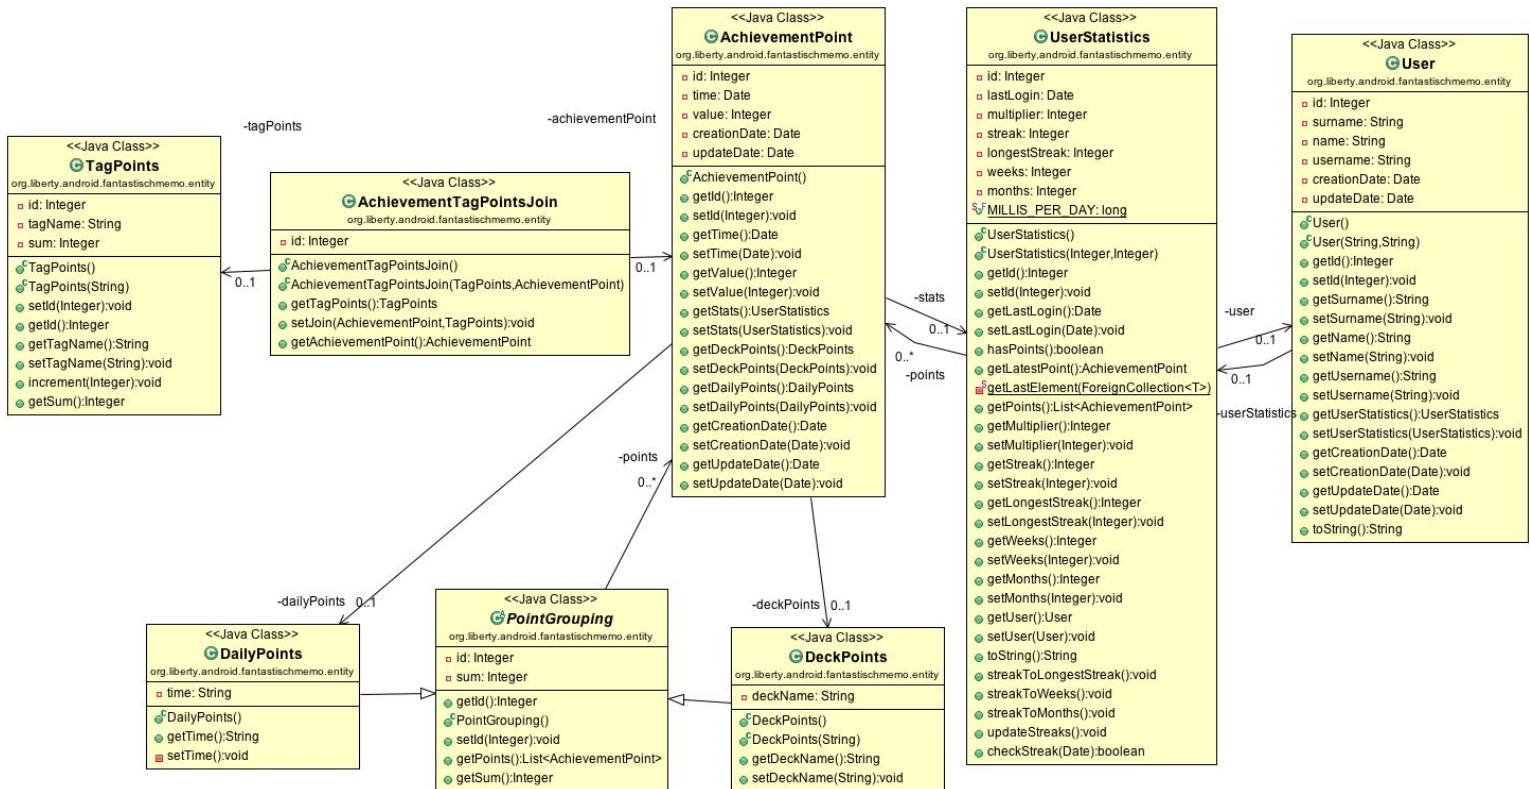 <<Java Class>>
TagPoints
org.liberty.android.fantastischmemo.entity
id: Integer
tagName: String
sum: Integer
TagPoints()
TagPoints(String)
setId(Integer):void
getId():Integer
getTagName():String
setTagName(String):void
increment(Integer):void
getSum():Integer
-tagPoints
0..1
<<Java Class>>
AchievementTagPointsJoin
org.liberty.android.fantastischmemo.entity
id: Integer
AchievementTagPointsJoin()
AchievementTagPointsJoin(TagPoints,AchievementPoint)
getTagPoints():TagPoints
setJoin(AchievementPoint,TagPoints):void
getAchievementPoint():AchievementPoint
-achievementPoint
0..1
<<Java Class>>
AchievementPoint
org.liberty.android.fantastischmemo.entity
id: Integer
time: Date
value: Integer
creationDate: Date
updateDate: Date
AchievementPoint()
getId():Integer
setId(Integer):void
getTime():Date
setTime(Date):void
getValue():Integer
setValue(Integer):void
getStats():UserStatistics
setStats(UserStatistics):void
getDeckPoints():DeckPoints
setDeckPoints(DeckPoints):void
getDailyPoints():DailyPoints
setDailyPoints(DailyPoints):void
getCreationDate():Date
setCreationDate(Date):void
getUpdateDate():Date
setUpdateDate(Date):void
-stats
0..1
0..*
-points
<<Java Class>>
UserStatistics
org.liberty.android.fantastischmemo.entity
id: Integer
lastLogin: Date
multiplier: Integer
streak: Integer
longestStreak: Integer
weeks: Integer
months: Integer
MILLIS_PER_DAY: long
UserStatistics()
UserStatistics(Integer,Integer)
getId():Integer
setId(Integer):void
getLastLogin():Date
setLastLogin(Date):void
hasPoints():boolean
getLatestPoint():AchievementPoint
getLastElement(ForeignCollection<T>)
getPoints():List<AchievementPoint>
getMultiplier():Integer
setMultiplier(Integer):void
getStreak():Integer
setStreak(Integer):void
getLongestStreak():Integer
setLongestStreak(Integer):void
getWeeks():Integer
setWeeks(Integer):void
getMonths():Integer
setMonths(Integer):void
getUser():User
setUser(User):void
toString():String
streakToLongestStreak():void
streakToWeeks():void
streakToMonths():void
updateStreaks():void
checkStreak(Date):boolean
-user
0..1
0..1
-userStatistics
<<Java Class>>
User
org.liberty.android.fantastischmemo.entity
id: Integer
surname: String
name: String
username: String
creationDate: Date
updateDate: Date
User()
User(String,String)
getId():Integer
setId(Integer):void
getSurname():String
setSurname(String):void
getName():String
setName(String):void
getUsername():String
setUsername(String):void
getUserStatistics():UserStatistics
setUserStatistics(UserStatistics):void
getCreationDate():Date
setCreationDate(Date):void
getUpdateDate():Date
setUpdateDate(Date):void
toString():String
-points
0..*
-dailyPoints 0..1
<<Java Class>>
DailyPoints
org.liberty.android.fantastischmemo.entity
time: String
DailyPoints()
getTime():String
setTime():void
<<Java Class>>
PointGrouping
org.liberty.android.fantastischmemo.entity
id: Integer
sum: Integer
getId():Integer
PointGrouping()
setId(Integer):void
getPoints():List<AchievementPoint>
getSum():Integer
-deckPoints 0..1
<<Java Class>>
DeckPoints
org.liberty.android.fantastischmemo.entity
deckName: String
DeckPoints()
DeckPoints(String)
getDeckName():String
setDeckName(String):void